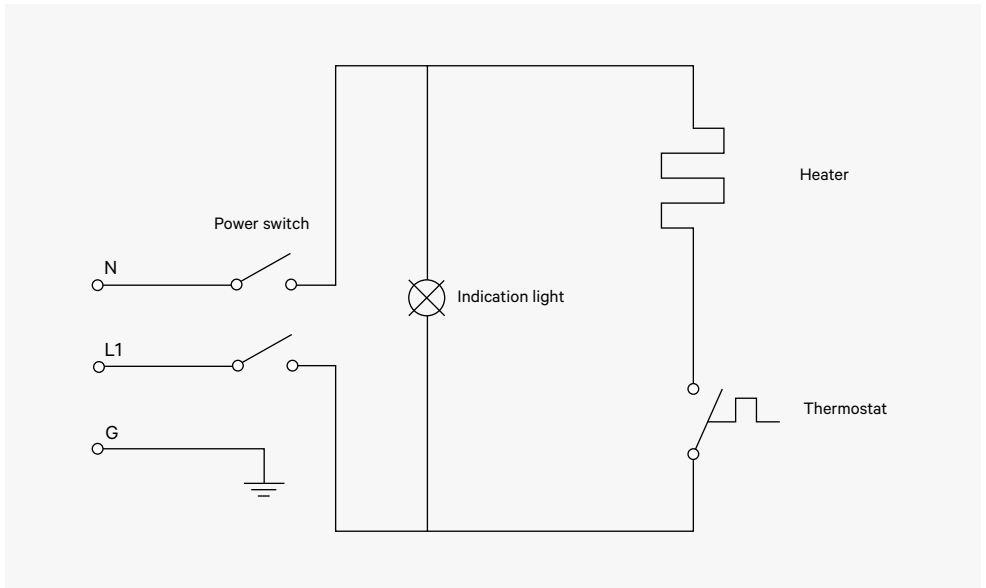 Heater
Power switch
N
Indication light
L1
Thermostat
G